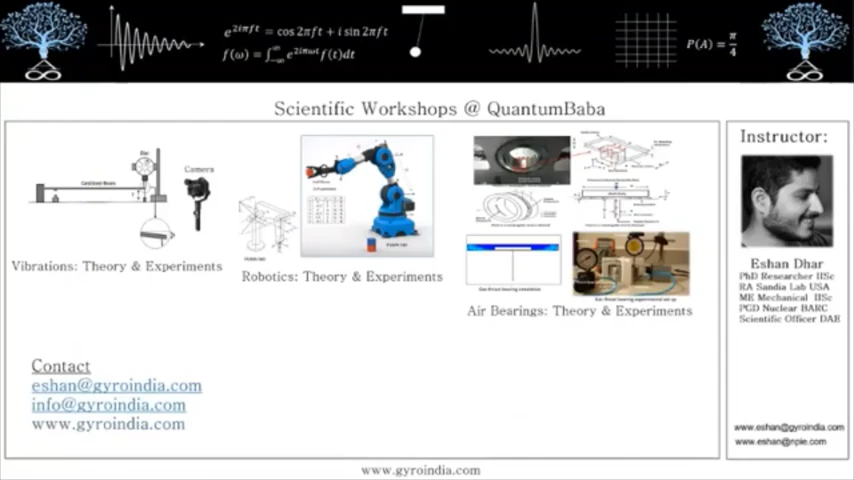 e^{2iπft} = cos 2πft + i sin 2πft
P(A) = π/4
Scientific Workshops @ QuantumBaba
Instructor:
Camera
Vibrations: Theory & Experiments
Robotics: Theory & Experiments
Air Bearings: Theory & Experiments
Eshan Dhar
PhD Researcher IISc
RA Sandia Lab USA
ME Mechanical IISc
PGD Nuclear BARC
Scientific Officer DAE
Contact
eshan@gyroindia.com
info@gyroindia.com
www.gyroindia.com
www.eshan@gyroindia.com
www.eshan@npie.com
www.gyroindia.com